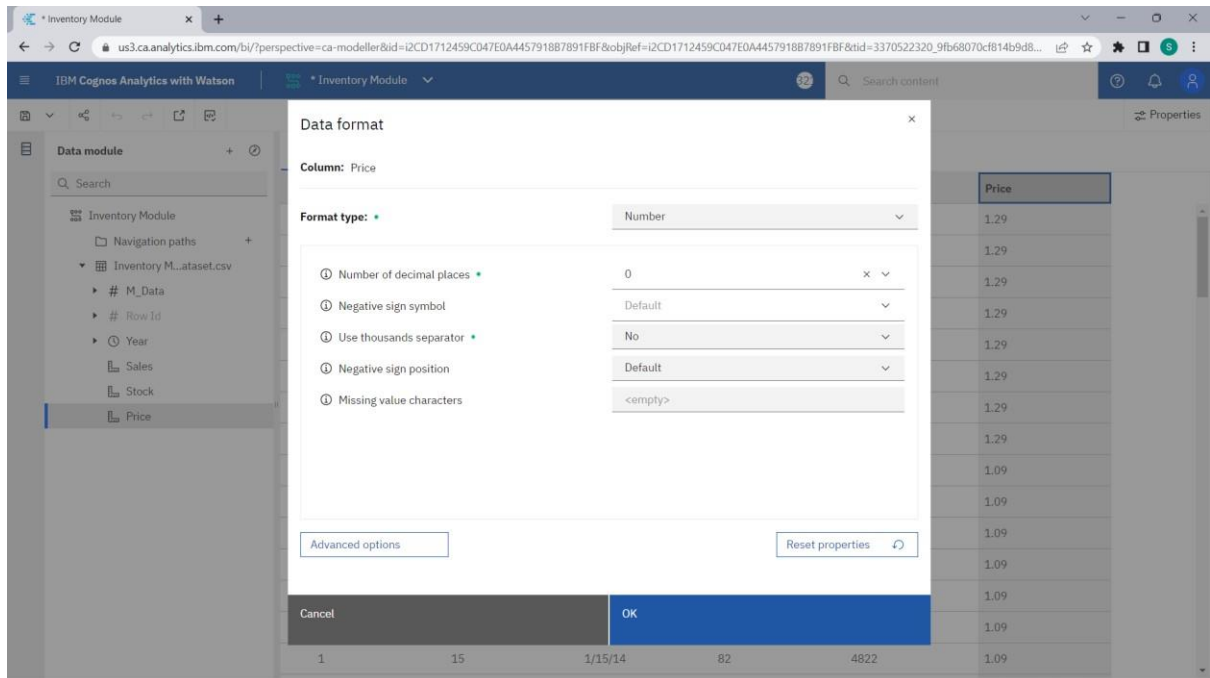 * Inventory Module
us3.ca.analytics.ibm.com/bi/?perspective=ca-modeller&id=i2CD1712459C047E0A4457918B7891FBF&objRef=i2CD1712459C047E0A4457918B7891FBF&tid=3370522320_9fb68070cf814b9d8...
S
IBM Cognos Analytics with Watson
* Inventory Module
32
Search content
Properties
Data module
Search
Inventory Module
Navigation paths
Inventory M...ataset.csv
# M_Data
# Row Id
Year
Sales
Stock
Price
Data format
Column: Price
Format type:
Number
Number of decimal places
0
Negative sign symbol
Default
Use thousands separator
No
Negative sign position
Default
Missing value characters
<empty>
Advanced options
Reset properties
Cancel
OK
Price
1.29
1.29
1.29
1.29
1.29
1.29
1.29
1.29
1.09
1.09
1.09
1.09
1.09
1.09
1 15 1/15/14 82 4822 1.09